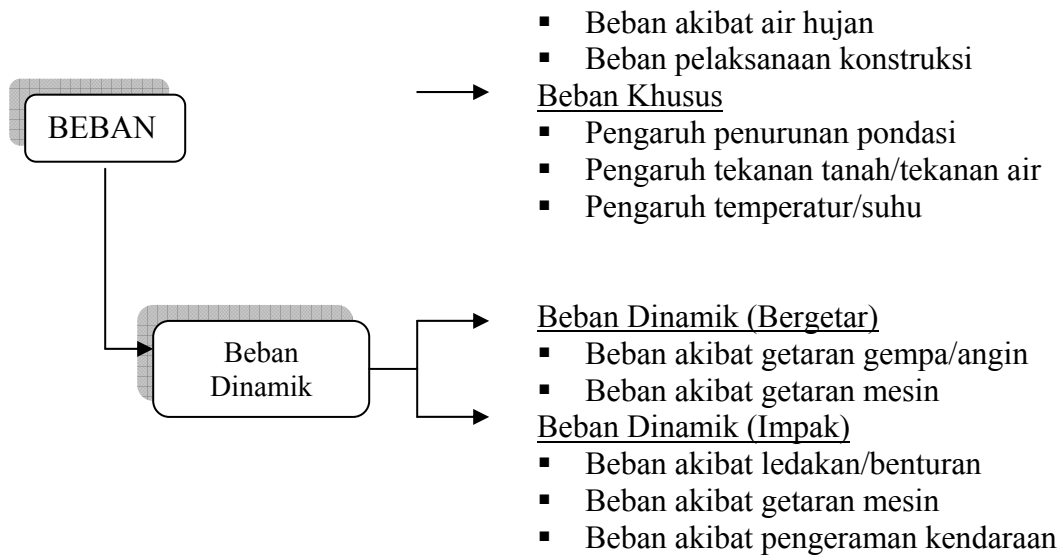 ▪ Beban akibat air hujan
▪ Beban pelaksanaan konstruksi
BEBAN
Beban Khusus
▪ Pengaruh penurunan pondasi
▪ Pengaruh tekanan tanah/tekanan air
▪ Pengaruh temperatur/suhu
Beban
Dinamik
Beban Dinamik (Bergetar)
▪ Beban akibat getaran gempa/angin
▪ Beban akibat getaran mesin
Beban Dinamik (Impak)
▪ Beban akibat ledakan/benturan
▪ Beban akibat getaran mesin
▪ Beban akibat pengeraman kendaraan